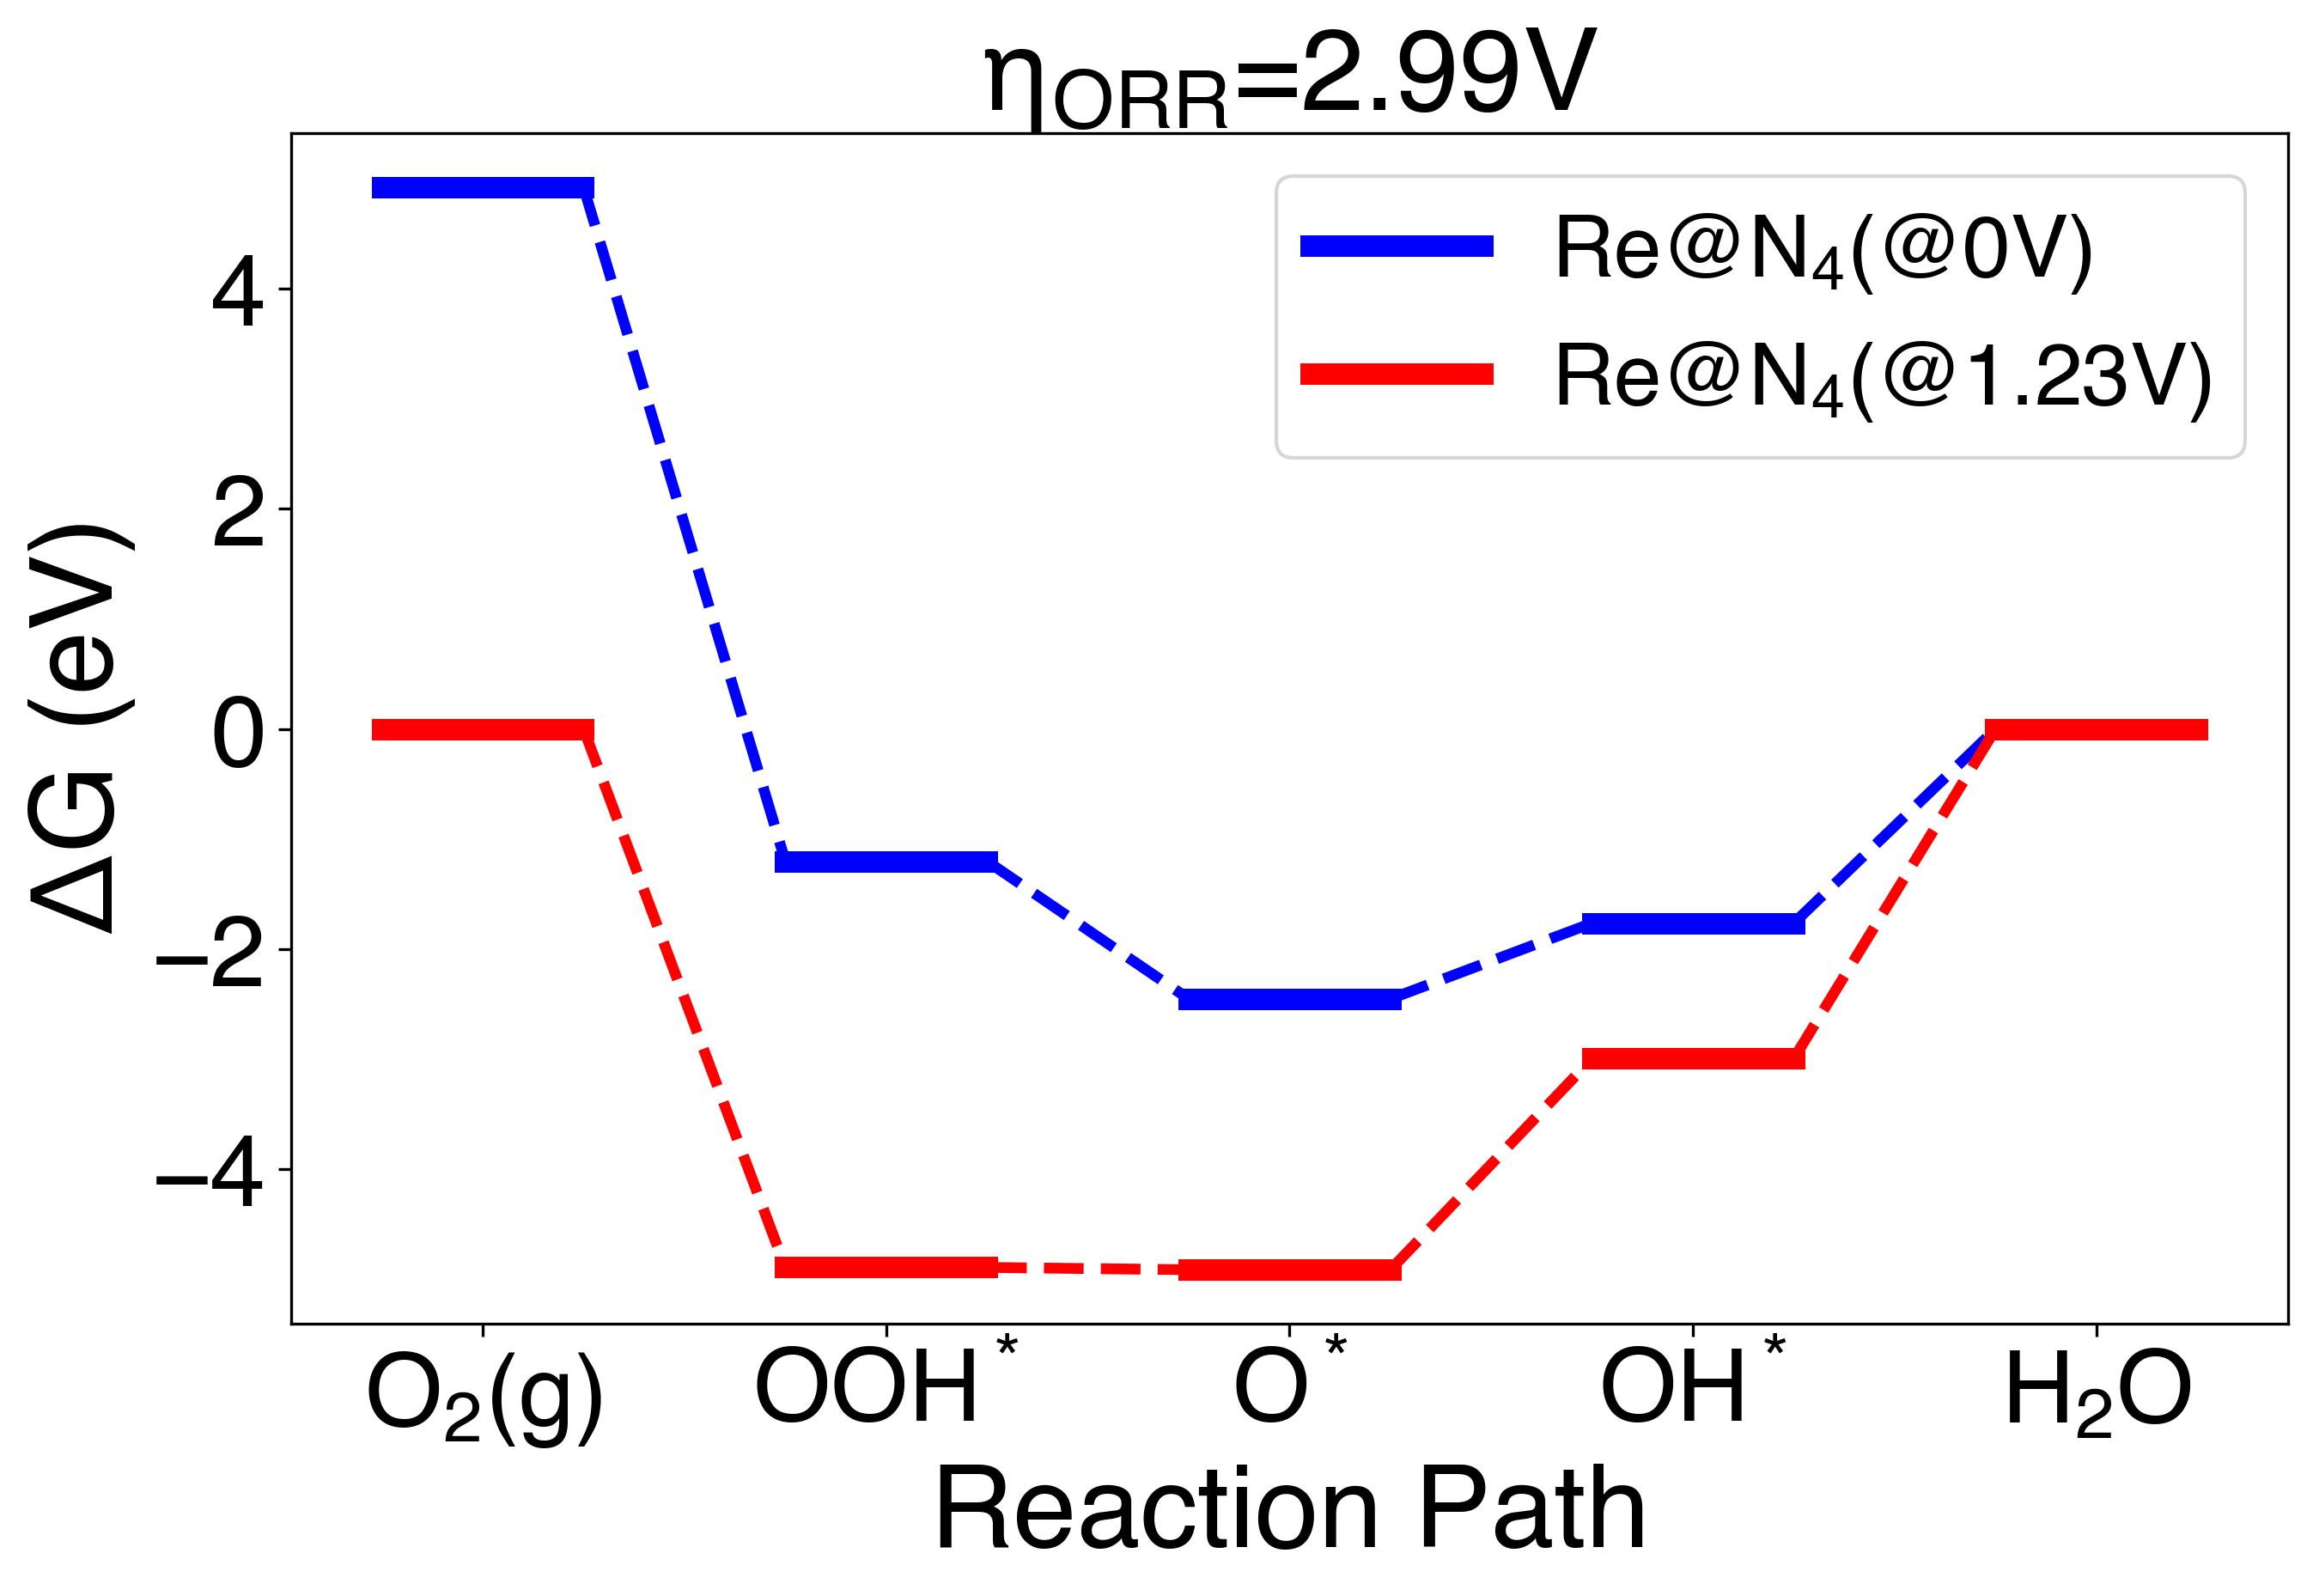 η_ORR=2.99V
Re@N₄(@0V)
Re@N₄(@1.23V)
ΔG (eV)
4
2
0
−2
−4
O₂(g)
OOH*
O*
OH*
H₂O
Reaction Path